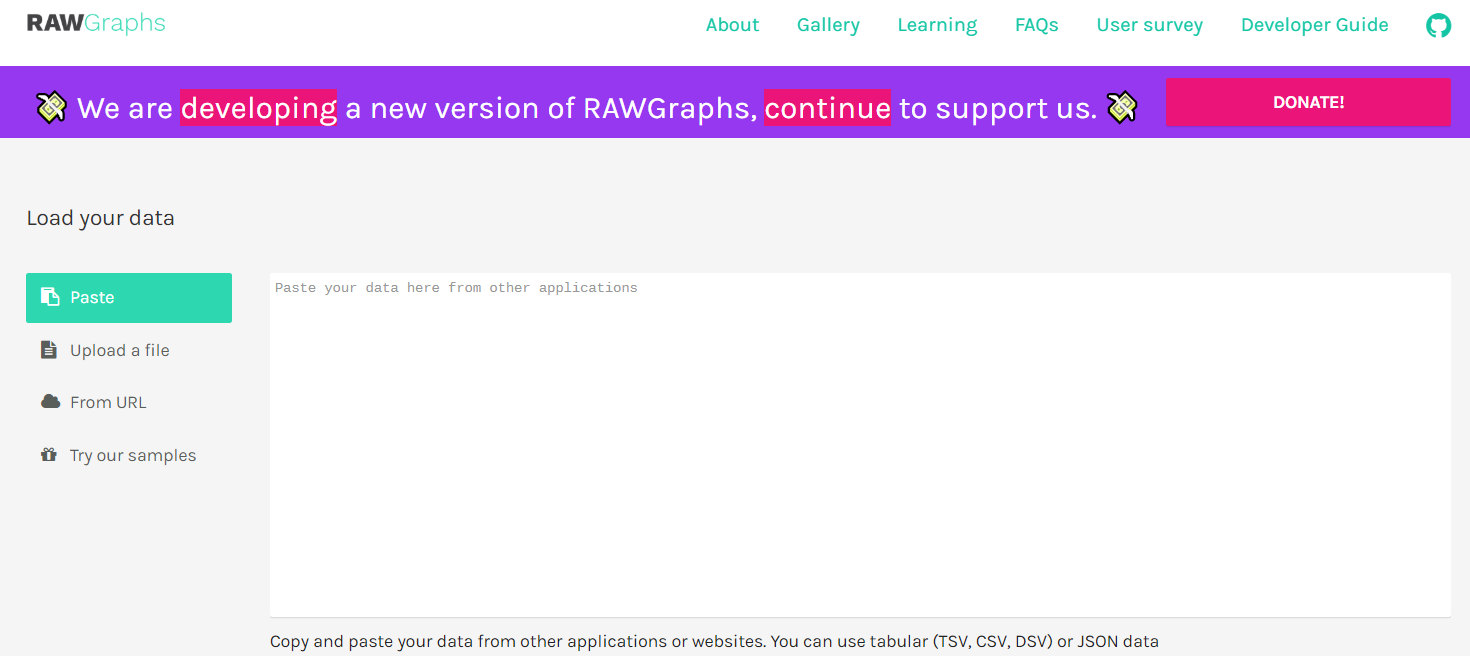 RAWGraphs
About Gallery Learning FAQs User survey Developer Guide
We are developing a new version of RAWGraphs, continue to support us.
DONATE!
Load your data
Paste
Paste your data here from other applications
Upload a file
From URL
Try our samples
Copy and paste your data from other applications or websites. You can use tabular (TSV, CSV, DSV) or JSON data